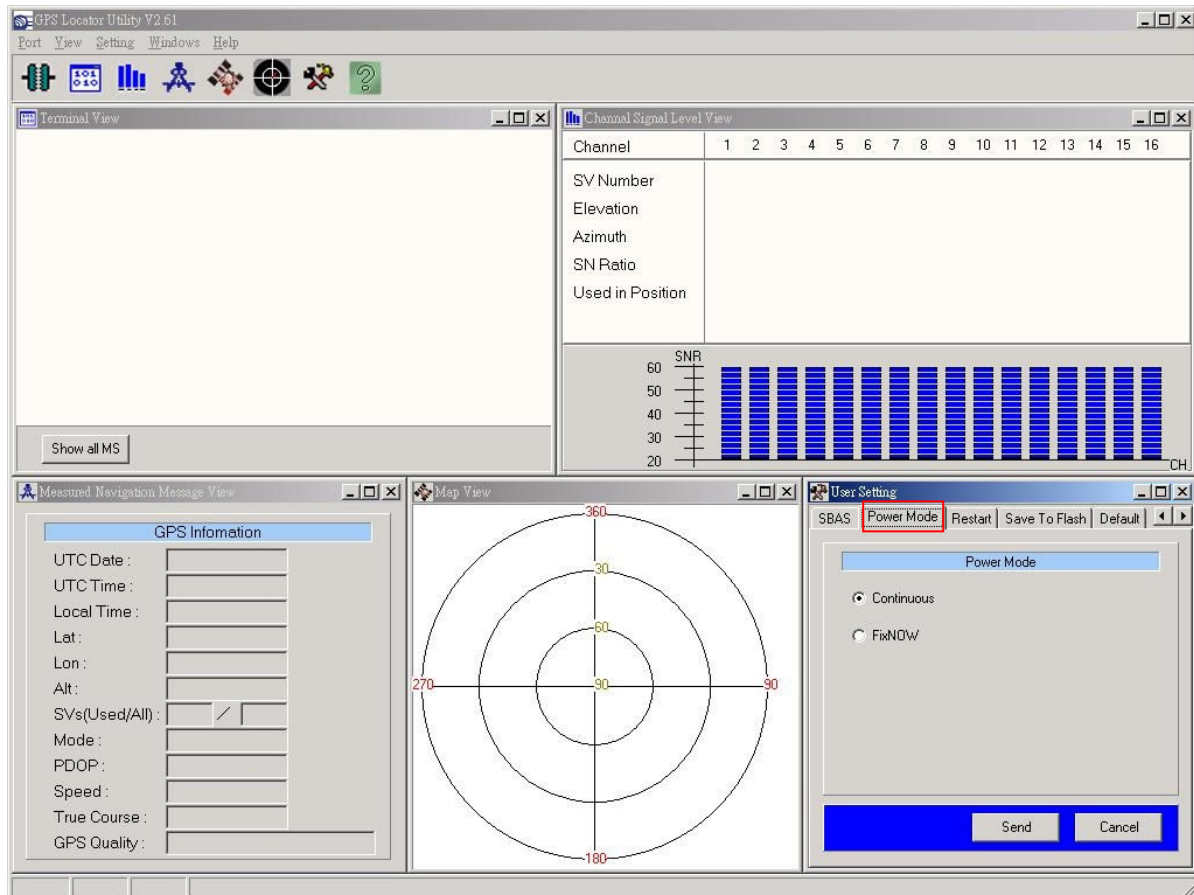 GPS Locator Utility V2.61
Port View Setting Windows Help
101
010
Terminal View
Show all MS
Channal Signal Level View
Channel 1 2 3 4 5 6 7 8 9 10 11 12 13 14 15 16
SV Number
Elevation
Azimuth
SN Ratio
Used in Position
SNR
60
50
40
30
20
CH
Measured Navigation Message View
GPS Infomation
UTC Date :
UTC Time :
Local Time :
Lat :
Lon :
Alt :
SVs(Used/All) : /
Mode :
PDOP :
Speed :
True Course :
GPS Quality :
Map View
360
30
60
270 90 90
180
User Setting
SBAS Power Mode Restart Save To Flash Default
Power Mode
Continuous
FixNOW
Send Cancel